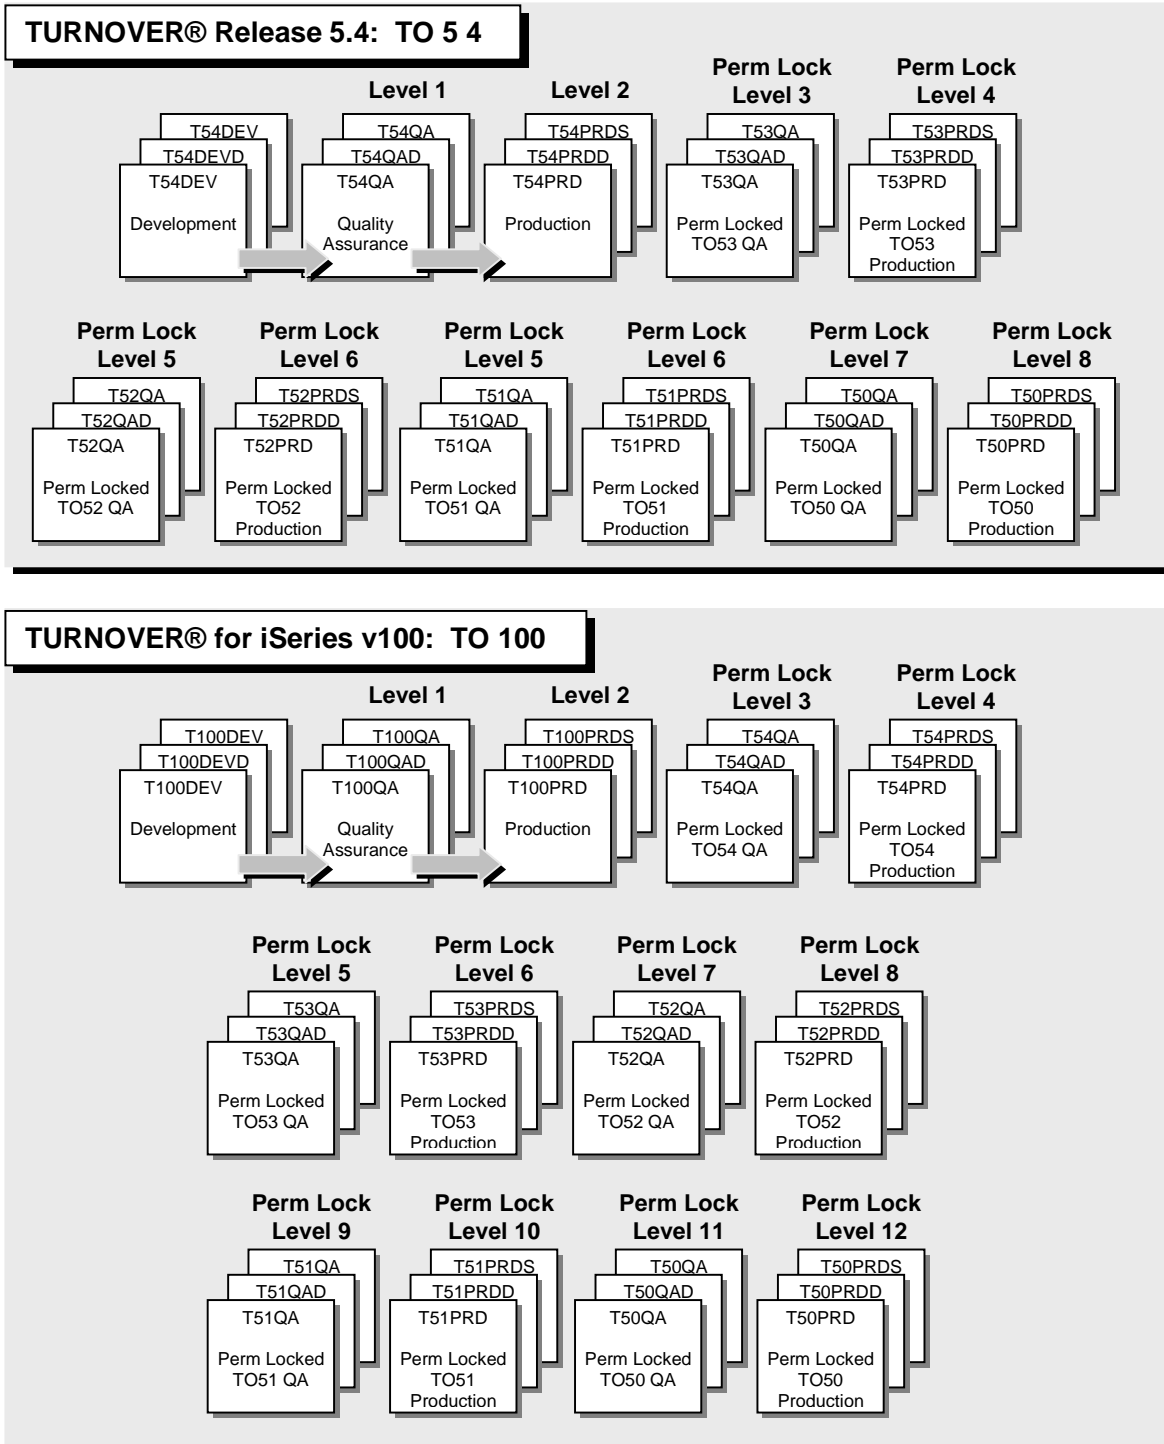 TURNOVER® Release 5.4:  TO 5 4
Level 1
Level 2
Perm Lock
Level 3
Perm Lock
Level 4
T54DEV
T54DEVD
T54DEV
Development
T54QA
T54QAD
T54QA
Quality
Assurance
T54PRDS
T54PRDD
T54PRD
Production
T53QA
T53QAD
T53QA
Perm Locked
TO53 QA
T53PRDS
T53PRDD
T53PRD
Perm Locked
TO53
Production
Perm Lock
Level 5
Perm Lock
Level 6
Perm Lock
Level 5
Perm Lock
Level 6
Perm Lock
Level 7
Perm Lock
Level 8
T52QA
T52QAD
T52QA
Perm Locked
TO52 QA
T52PRDS
T52PRDD
T52PRD
Perm Locked
TO52
Production
T51QA
T51QAD
T51QA
Perm Locked
TO51 QA
T51PRDS
T51PRDD
T51PRD
Perm Locked
TO51
Production
T50QA
T50QAD
T50QA
Perm Locked
TO50 QA
T50PRDS
T50PRDD
T50PRD
Perm Locked
TO50
Production
TURNOVER® for iSeries v100:  TO 100
Level 1
Level 2
Perm Lock
Level 3
Perm Lock
Level 4
T100DEV
T100DEVD
T100DEV
Development
T100QA
T100QAD
T100QA
Quality
Assurance
T100PRDS
T100PRDD
T100PRD
Production
T54QA
T54QAD
T54QA
Perm Locked
TO54 QA
T54PRDS
T54PRDD
T54PRD
Perm Locked
TO54
Production
Perm Lock
Level 5
Perm Lock
Level 6
Perm Lock
Level 7
Perm Lock
Level 8
T53QA
T53QAD
T53QA
Perm Locked
TO53 QA
T53PRDS
T53PRDD
T53PRD
Perm Locked
TO53
Production
T52QA
T52QAD
T52QA
Perm Locked
TO52 QA
T52PRDS
T52PRDD
T52PRD
Perm Locked
TO52
Production
Perm Lock
Level 9
Perm Lock
Level 10
Perm Lock
Level 11
Perm Lock
Level 12
T51QA
T51QAD
T51QA
Perm Locked
TO51 QA
T51PRDS
T51PRDD
T51PRD
Perm Locked
TO51
Production
T50QA
T50QAD
T50QA
Perm Locked
TO50 QA
T50PRDS
T50PRDD
T50PRD
Perm Locked
TO50
Production